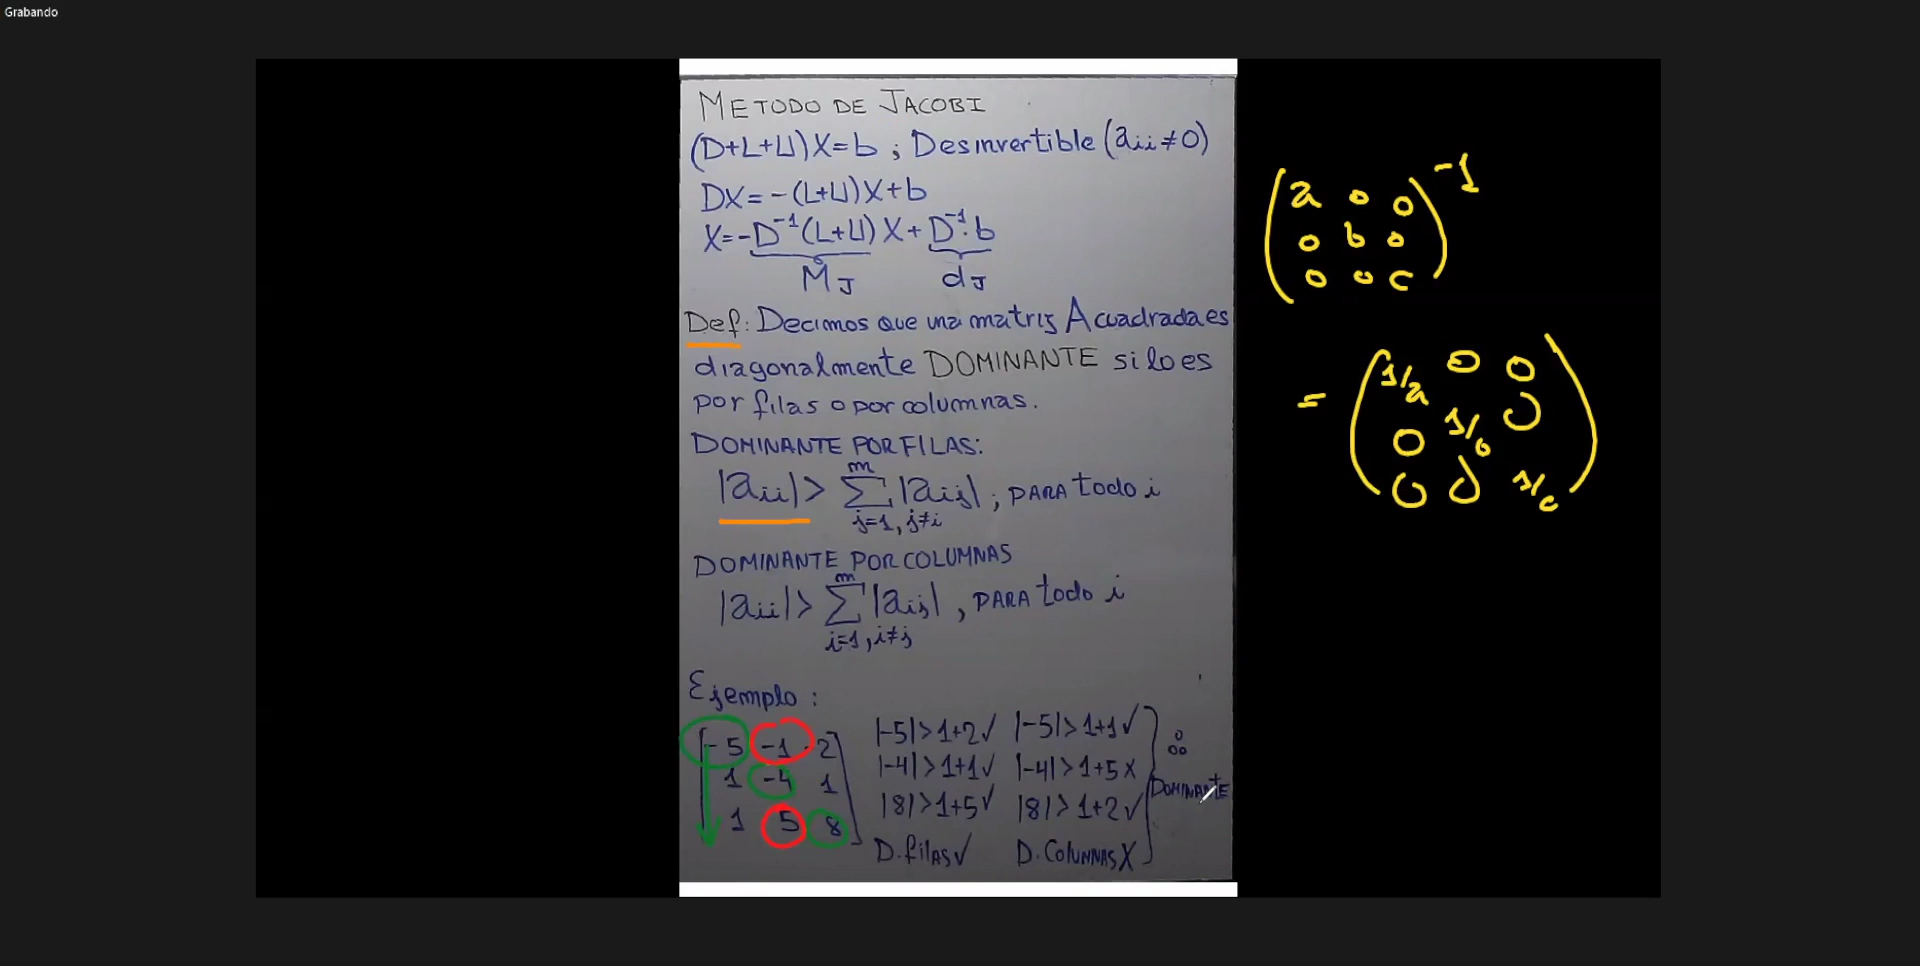 Grabando
METODO DE JACOBI
(D+L+U)X=b ; Desinvertible (aii≠0)
DX=-(L+U)X+b
X=-D⁻¹(L+U)X+D⁻¹.b
MJ dJ
Def: Decimos que una matriz A cuadrada es
diagonalmente DOMINANTE si lo es
por filas o por columnas.
DOMINANTE POR FILAS:
|aii|> ∑ m j=1, j≠i |aij| ; PARA todo i
DOMINANTE POR COLUMNAS
|aii|> ∑ m i=1, i≠j |aij| , PARA todo i
Ejemplo:
-5 -1 -2
1 -4 1
1 5 8
|-5|>1+2✓ |-5|>1+1✓
|-4|>1+1✓ |-4|>1+5 X
|8|>1+5✓ |8|>1+2✓
D.filas✓ D.Columnas X
∴ DOMINANTE
(a 0 0
0 b 0
0 0 c)⁻¹
= (1/a 0 0
0 1/b 0
0 0 1/c)